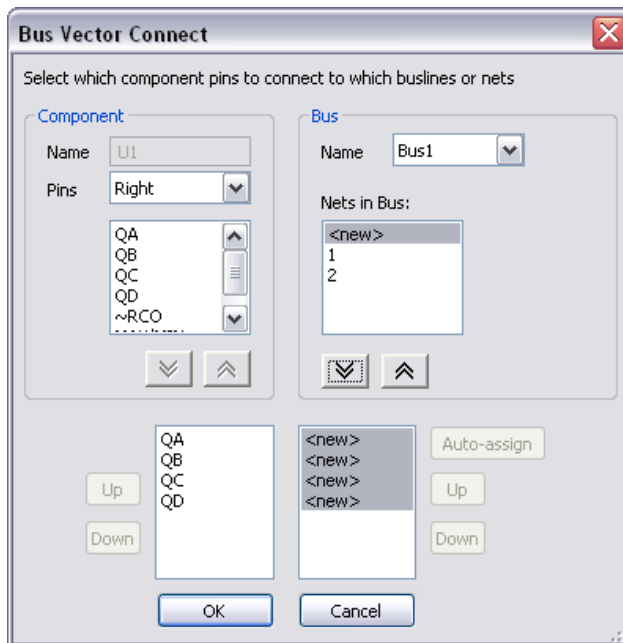 Bus Vector Connect
Select which component pins to connect to which buslines or nets
Component
Name U1
Pins Right
QA
QB
QC
QD
~RCO
Bus
Name Bus1
Nets in Bus:
<new>
1
2
QA
QB
QC
QD
Up
Down
<new>
<new>
<new>
<new>
Auto-assign
Up
Down
OK
Cancel